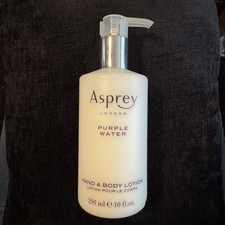 Asprey
LONDON
PURPLE
WATER
HAND & BODY LOTION
LOTION POUR LE CORPS
295 ml e 10 fl.oz.